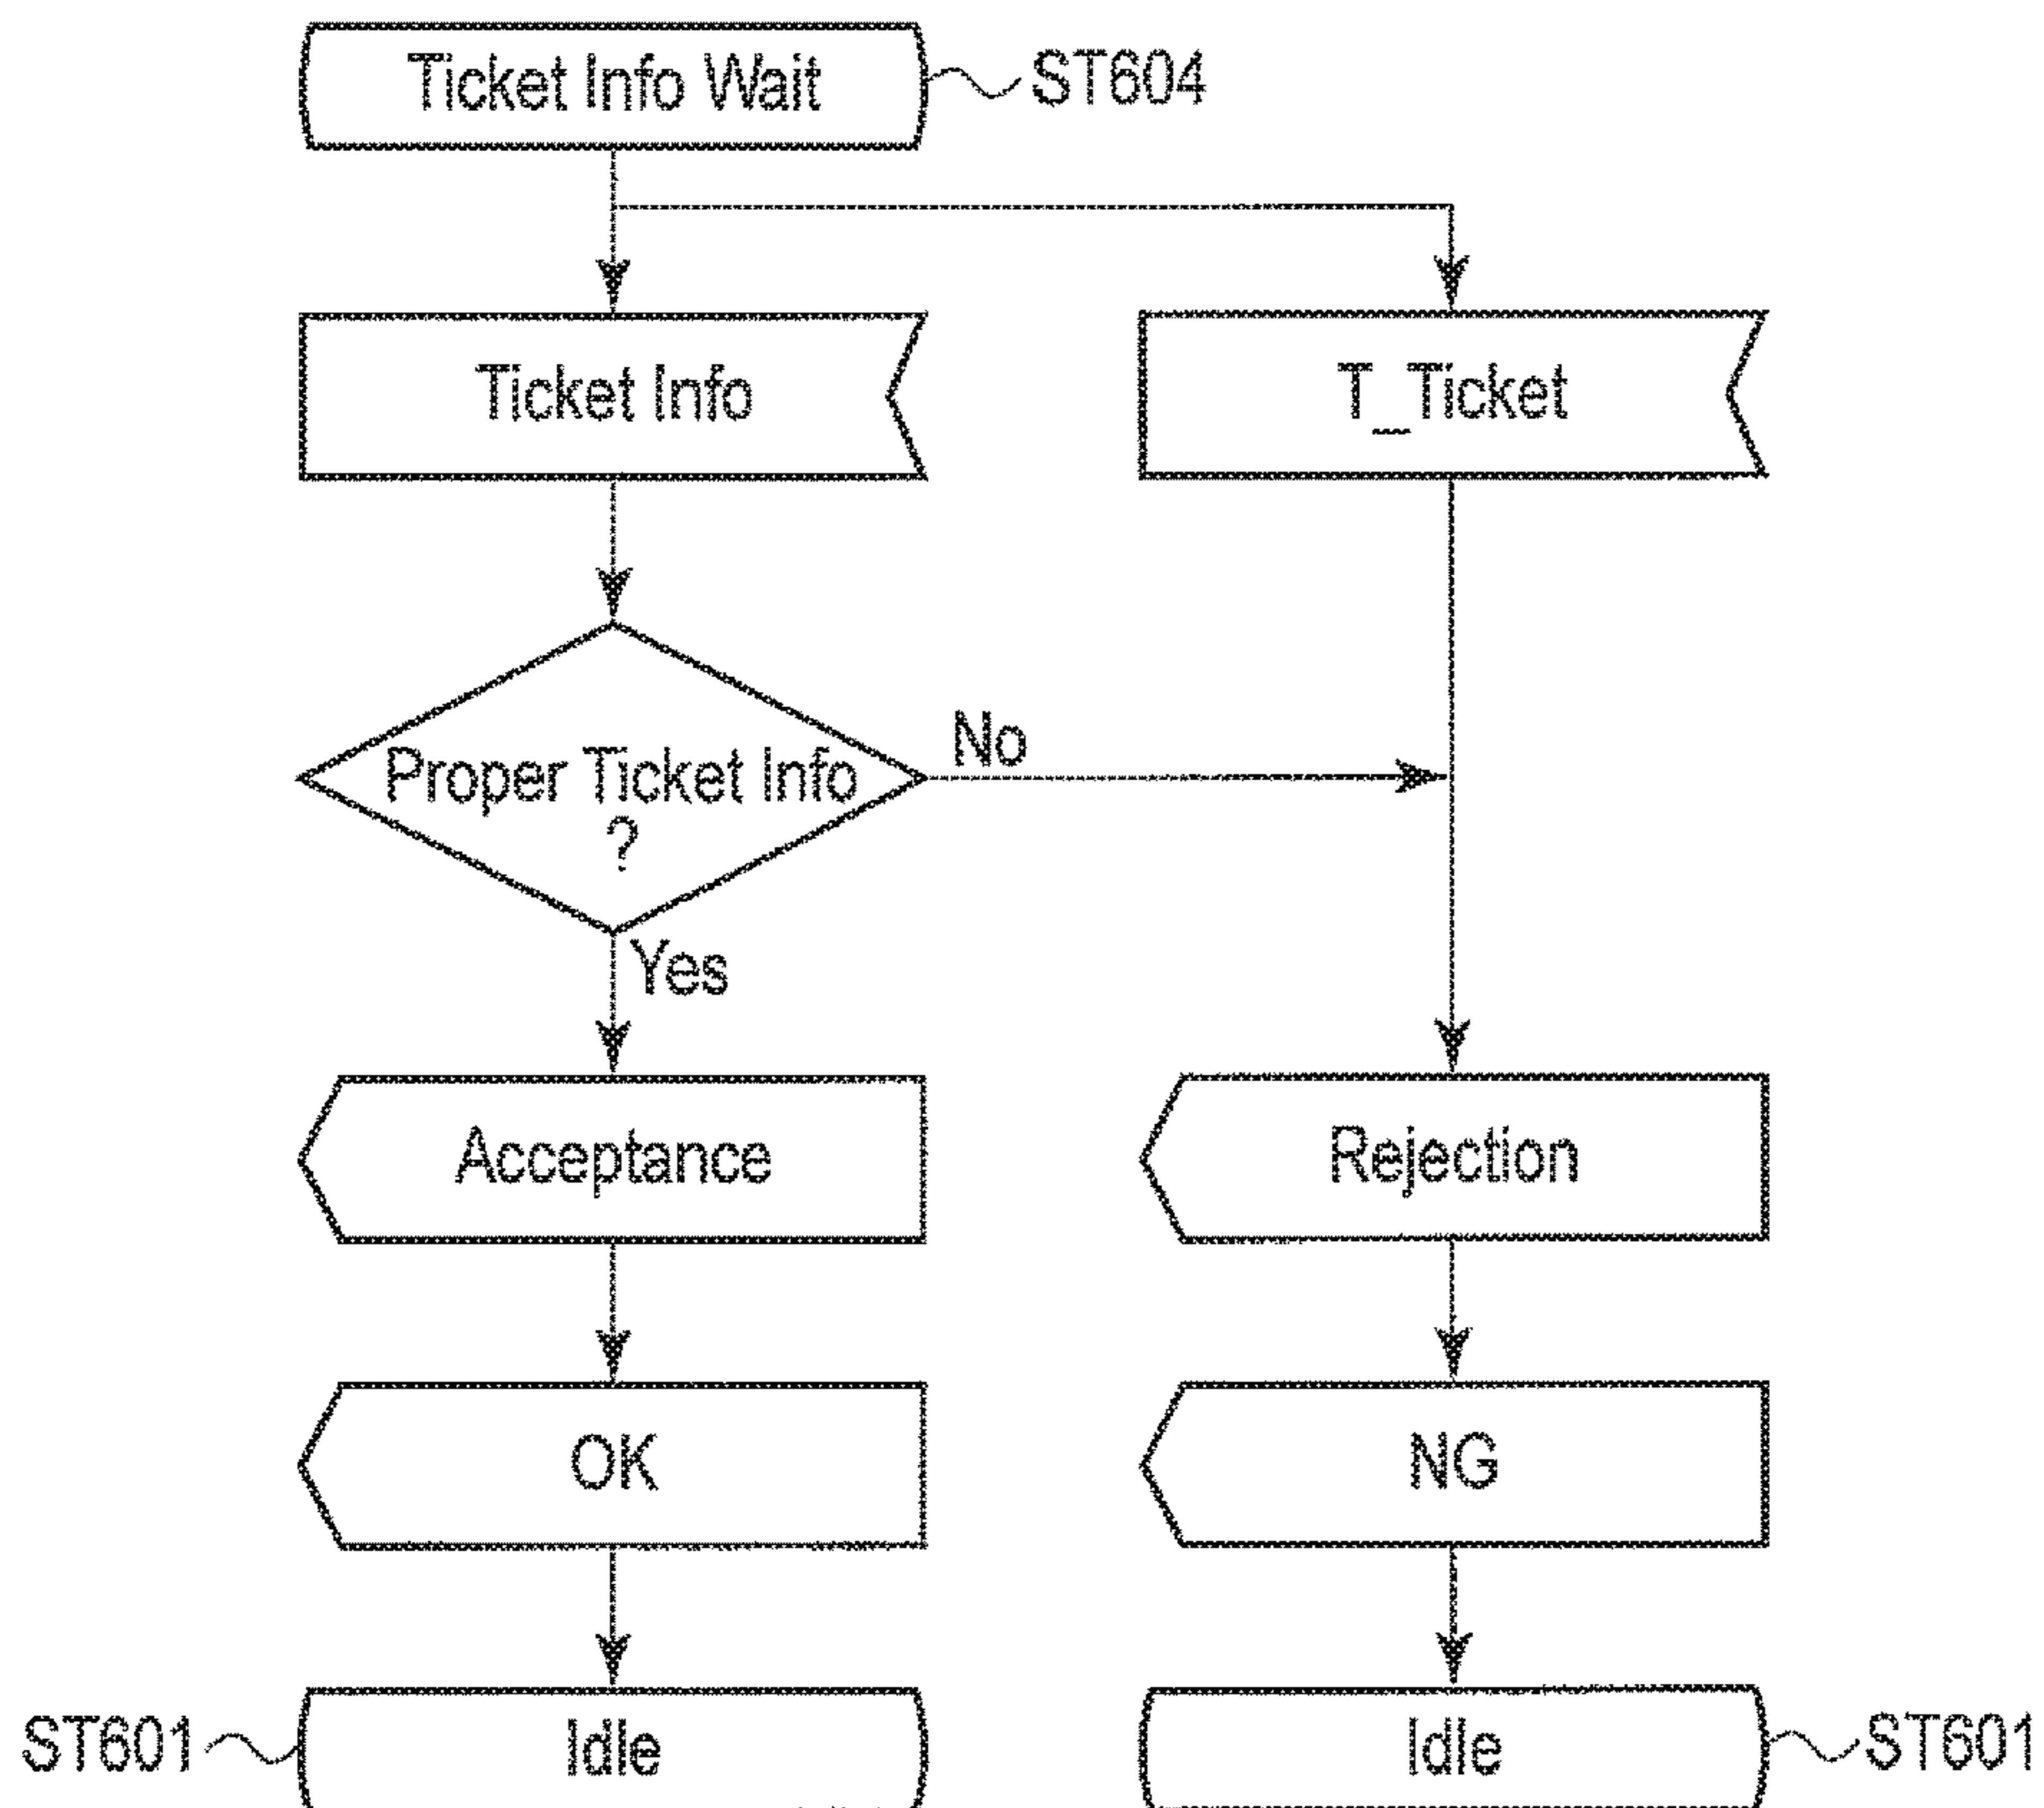 Ticket Info Wait
ST604
Ticket Info
T_Ticket
Proper Ticket Info
?
No
Yes
Acceptance
Rejection
OK
NG
ST601
Idle
Idle
ST601